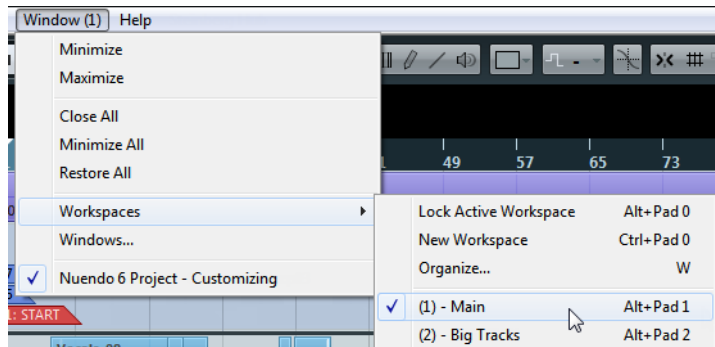 Window (1) Help
Minimize
Maximize
Close All
Minimize All
Restore All
49 57 65 73
Workspaces
Windows...
Nuendo 6 Project - Customizing
Lock Active Workspace Alt+Pad 0
New Workspace Ctrl+Pad 0
Organize... W
(1) - Main Alt+Pad 1
(2) - Big Tracks Alt+Pad 2
: START